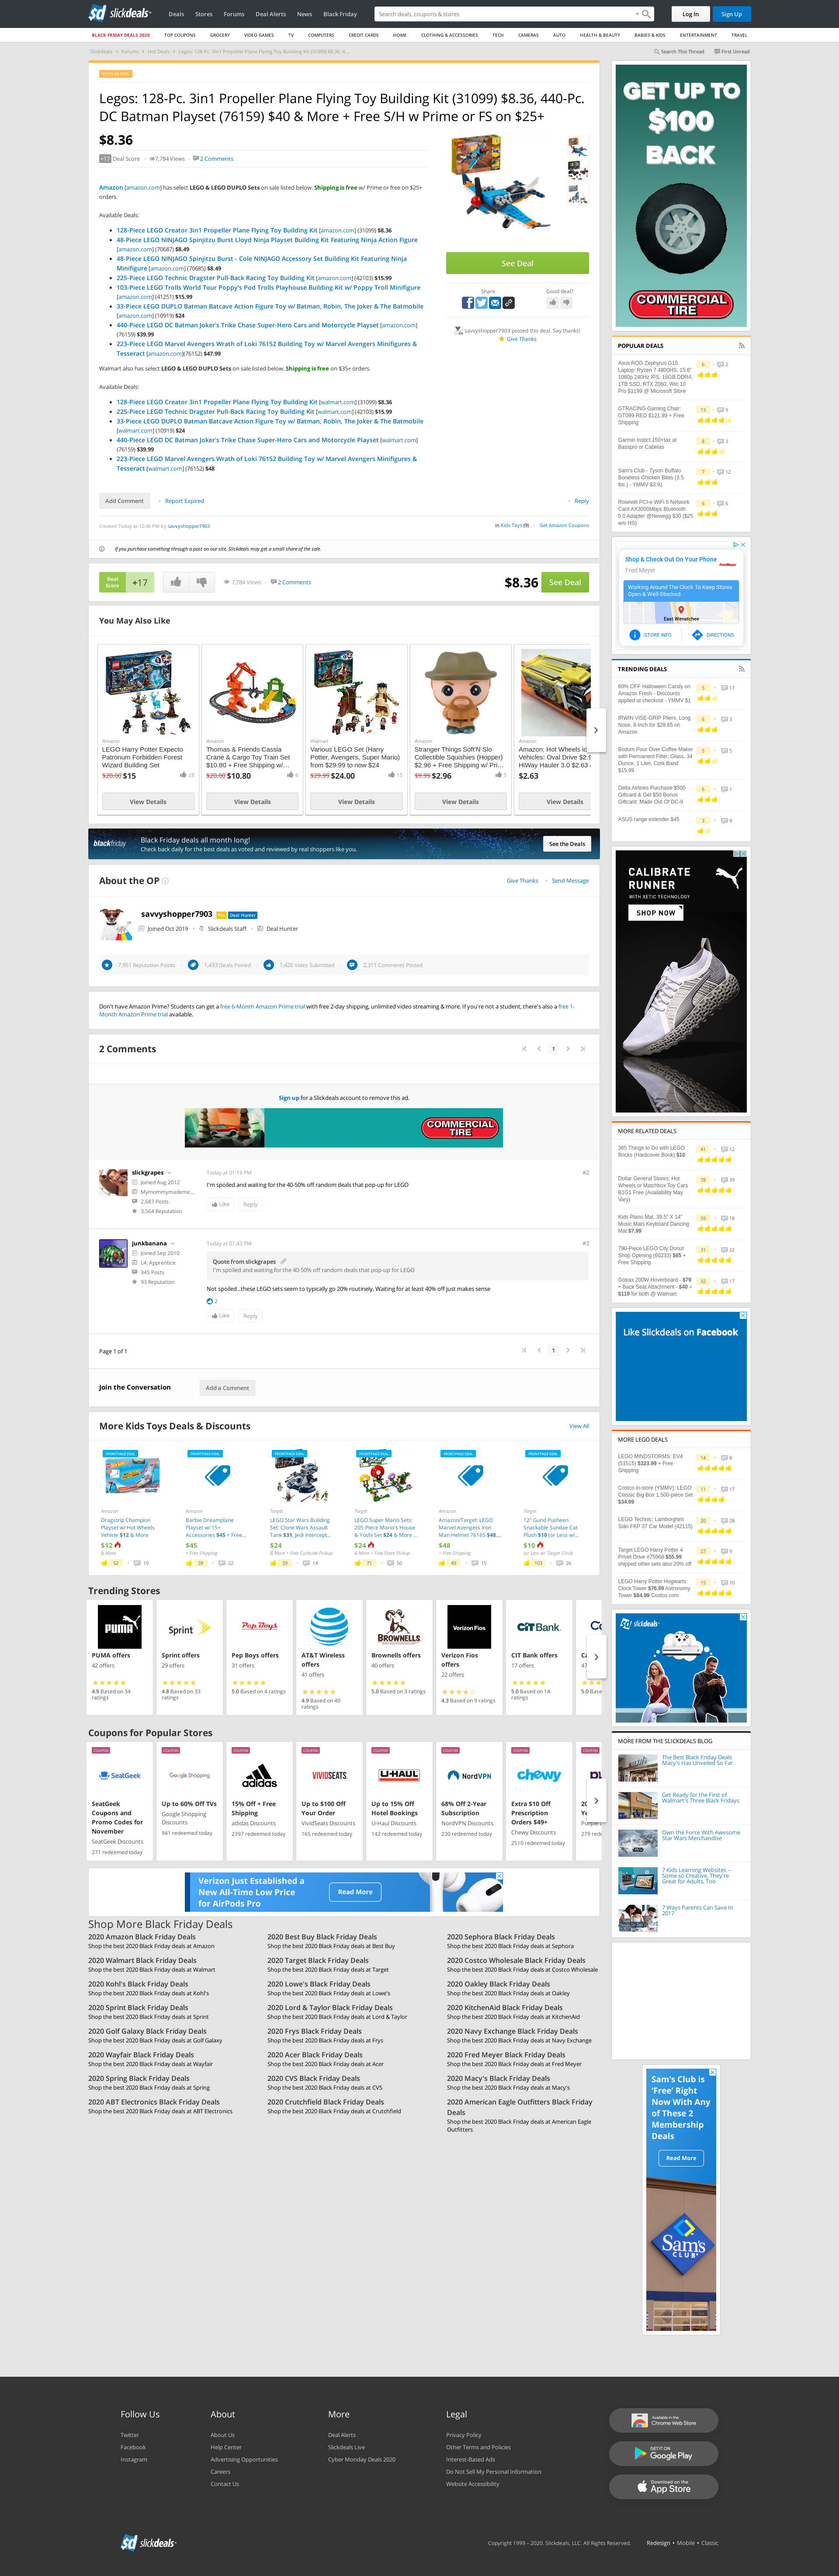 slickdeals
Deals Stores Forums Deal Alerts News Black Friday
Search deals, coupons & stores
Log In Sign Up
BLACK FRIDAY DEALS 2020 TOP COUPONS GROCERY VIDEO GAMES TV COMPUTERS CREDIT CARDS HOME CLOTHING & ACCESSORIES TECH CAMERAS AUTO HEALTH & BEAUTY BABIES & KIDS ENTERTAINMENT TRAVEL
Slickdeals Forums Hot Deals Legos: 128-Pc. 3in1 Propeller Plane Flying Toy Building Kit (31099) $8.36, 4...
Search This Thread First Unread
POPULAR DEAL
Legos: 128-Pc. 3in1 Propeller Plane Flying Toy Building Kit (31099) $8.36, 440-Pc.
DC Batman Playset (76159) $40 & More + Free S/H w Prime or FS on $25+
$8.36
+17 Deal Score 7,784 Views 2 Comments
Amazon [amazon.com] has select LEGO & LEGO DUPLO Sets on sale listed below. Shipping is free w/ Prime or free on $25+
orders.
Available Deals:
128-Piece LEGO Creator 3in1 Propeller Plane Flying Toy Building Kit [amazon.com] (31099) $8.36
48-Piece LEGO NINJAGO Spinjitzu Burst Lloyd Ninja Playset Building Kit Featuring Ninja Action Figure
[amazon.com] (70687) $8.49
48-Piece LEGO NINJAGO Spinjitzu Burst - Cole NINJAGO Accessory Set Building Kit Featuring Ninja
Minifigure [amazon.com] (70685) $8.49
225-Piece LEGO Technic Dragster Pull-Back Racing Toy Building Kit [amazon.com] (42103) $15.99
103-Piece LEGO Trolls World Tour Poppy's Pod Trolls Playhouse Building Kit w/ Poppy Troll Minifigure
[amazon.com] (41251) $15.99
33-Piece LEGO DUPLO Batman Batcave Action Figure Toy w/ Batman, Robin, The Joker & The Batmobile
[amazon.com] (10919) $24
440-Piece LEGO DC Batman Joker's Trike Chase Super-Hero Cars and Motorcycle Playset [amazon.com]
(76159) $39.99
223-Piece LEGO Marvel Avengers Wrath of Loki 76152 Building Toy w/ Marvel Avengers Minifigures &
Tesseract [amazon.com](76152) $47.99
Walmart also has select LEGO & LEGO DUPLO Sets on sale listed below. Shipping is free on $35+ orders.
Available Deals:
128-Piece LEGO Creator 3in1 Propeller Plane Flying Toy Building Kit [walmart.com] (31099) $8.36
225-Piece LEGO Technic Dragster Pull-Back Racing Toy Building Kit [walmart.com] (42103) $15.99
33-Piece LEGO DUPLO Batman Batcave Action Figure Toy w/ Batman, Robin, The Joker & The Batmobile
[walmart.com] (10919) $24
440-Piece LEGO DC Batman Joker's Trike Chase Super-Hero Cars and Motorcycle Playset [walmart.com]
(76159) $39.99
223-Piece LEGO Marvel Avengers Wrath of Loki 76152 Building Toy w/ Marvel Avengers Minifigures &
Tesseract [walmart.com] (76152) $48
See Deal
Share Good deal?
savvyshopper7903 posted this deal. Say thanks!
Give Thanks
Add Comment Report Expired Reply
Created Today at 12:46 PM by savvyshopper7903 in Kids Toys (9) Get Amazon Coupons
If you purchase something through a post on our site, Slickdeals may get a small share of the sale.
Deal Score +17 7,784 Views 2 Comments $8.36 See Deal
You May Also Like
Amazon
LEGO Harry Potter Expecto
Patronum Forbidden Forest
Wizard Building Set
$20.00 $15 28
View Details
Amazon
Thomas & Friends Cassia
Crane & Cargo Toy Train Set
$10.80 + Free Shipping w/...
$20.00 $10.80 6
View Details
Walmart
Various LEGO Set (Harry
Potter, Avengers, Super Mario)
from $29.99 to now $24
$29.99 $24.00 15
View Details
Amazon
Stranger Things Soft'N Slo
Collectible Squishies (Hopper)
$2.96 + Free Shipping w/ Pri...
$9.99 $2.96 5
View Details
Amazon
Amazon: Hot Wheels id
Vehicles: Oval Drive $2.9
HiWay Hauler 3.0 $2.63
$2.63
View Details
blackfriday
Black Friday deals all month long!
Check back daily for the best deals as voted and reviewed by real shoppers like you.
See the Deals
About the OP
Give Thanks Send Message
savvyshopper7903 Pro Deal Hunter
Joined Oct 2019 Slickdeals Staff Deal Hunter
7,951 Reputation Points 1,433 Deals Posted 1,426 Votes Submitted 2,311 Comments Posted
Don't have Amazon Prime? Students can get a free 6-Month Amazon Prime trial with free 2-day shipping, unlimited video streaming & more. If you're not a student, there's also a free 1-
Month Amazon Prime trial available.
2 Comments
1
Sign up for a Slickdeals account to remove this ad.
COMMERCIAL TIRE
slickgrapes
Joined Aug 2012
Mymommymademe...
2,687 Posts
3,564 Reputation
Today at 01:19 PM #2
I'm spoiled and waiting for the 40-50% off random deals that pop-up for LEGO
Like Reply
junkbanana
Joined Sep 2010
L4: Apprentice
345 Posts
93 Reputation
Today at 01:43 PM #3
Quote from slickgrapes
I'm spoiled and waiting for the 40-50% off random deals that pop-up for LEGO
Not spoiled...these LEGO sets seem to typically go 20% routinely. Waiting for at least 40% off just makes sense
2
Like Reply
Page 1 of 1
1
Join the Conversation Add a Comment
More Kids Toys Deals & Discounts
View All
FRONTPAGE DEAL
Amazon
Dragstrip Champion
Playset w/ Hot Wheels
Vehicle $12 & More
$12
& More
52 10
FRONTPAGE DEAL
Amazon
Barbie Dreamplane
Playset w/ 15+
Accessories $45 + Free...
$45
+ Free Shipping
39 22
FRONTPAGE DEAL
Target
LEGO Star Wars Building
Set: Clone Wars Assault
Tank $31, Jedi Intercept...
$24
& More + Free Curbside Pickup
39 14
FRONTPAGE DEAL
Target
LEGO Super Mario Sets:
205-Piece Mario's House
& Yoshi Set $24 & More ...
$24
& More + Free Store Pickup
71 50
FRONTPAGE DEAL
Amazon
Amazon/Target: LEGO
Marvel Avengers Iron
Man Helmet 76165 $48...
$48
+ Free Shipping
49 15
FRONTPAGE DEAL
Target
12" Gund Pusheen
Snackable Sundae Cat
Plush $10 (or Less w/...
$10
(or Less w/ Target Circle
103 26
Trending Stores
PUMA offers
42 offers
4.9 Based on 34 ratings
Sprint offers
29 offers
4.8 Based on 33 ratings
Pep Boys offers
31 offers
5.0 Based on 4 ratings
AT&T Wireless offers
41 offers
4.9 Based on 40 ratings
Brownells offers
40 offers
5.0 Based on 3 ratings
Verizon Fios offers
22 offers
4.3 Based on 9 ratings
CIT Bank offers
17 offers
5.0 Based on 14 ratings
Coupons for Popular Stores
COUPON
SeatGeek
SeatGeek Coupons and Promo Codes for November
SeatGeek Discounts
271 redeemed today
COUPON
Google Shopping
Up to 60% Off TVs
Google Shopping Discounts
941 redeemed today
COUPON
adidas
15% Off + Free Shipping
adidas Discounts
2397 redeemed today
COUPON
VIVIDSEATS
Up to $100 Off Your Order
VividSeats Discounts
165 redeemed today
COUPON
U-HAUL
Up to 15% Off Hotel Bookings
U-Haul Discounts
142 redeemed today
COUPON
NordVPN
68% Off 2-Year Subscription
NordVPN Discounts
230 redeemed today
COUPON
chewy
Extra $10 Off Prescription Orders $49+
Chewy Discounts
2510 redeemed today
COUPON
Verizon Just Established a
New All-Time Low Price
for AirPods Pro
Read More
Shop More Black Friday Deals
2020 Amazon Black Friday Deals
Shop the best 2020 Black Friday deals at Amazon
2020 Walmart Black Friday Deals
Shop the best 2020 Black Friday deals at Walmart
2020 Kohl's Black Friday Deals
Shop the best 2020 Black Friday deals at Kohl's
2020 Sprint Black Friday Deals
Shop the best 2020 Black Friday deals at Sprint
2020 Golf Galaxy Black Friday Deals
Shop the best 2020 Black Friday deals at Golf Galaxy
2020 Wayfair Black Friday Deals
Shop the best 2020 Black Friday deals at Wayfair
2020 Spring Black Friday Deals
Shop the best 2020 Black Friday deals at Spring
2020 ABT Electronics Black Friday Deals
Shop the best 2020 Black Friday deals at ABT Electronics
2020 Best Buy Black Friday Deals
Shop the best 2020 Black Friday deals at Best Buy
2020 Target Black Friday Deals
Shop the best 2020 Black Friday deals at Target
2020 Lowe's Black Friday Deals
Shop the best 2020 Black Friday deals at Lowe's
2020 Lord & Taylor Black Friday Deals
Shop the best 2020 Black Friday deals at Lord & Taylor
2020 Frys Black Friday Deals
Shop the best 2020 Black Friday deals at Frys
2020 Acer Black Friday Deals
Shop the best 2020 Black Friday deals at Acer
2020 CVS Black Friday Deals
Shop the best 2020 Black Friday deals at CVS
2020 Crutchfield Black Friday Deals
Shop the best 2020 Black Friday deals at Crutchfield
2020 Sephora Black Friday Deals
Shop the best 2020 Black Friday deals at Sephora
2020 Costco Wholesale Black Friday Deals
Shop the best 2020 Black Friday deals at Costco Wholesale
2020 Oakley Black Friday Deals
Shop the best 2020 Black Friday deals at Oakley
2020 KitchenAid Black Friday Deals
Shop the best 2020 Black Friday deals at KitchenAid
2020 Navy Exchange Black Friday Deals
Shop the best 2020 Black Friday deals at Navy Exchange
2020 Fred Meyer Black Friday Deals
Shop the best 2020 Black Friday deals at Fred Meyer
2020 Macy's Black Friday Deals
Shop the best 2020 Black Friday deals at Macy's
2020 American Eagle Outfitters Black Friday
Deals
Shop the best 2020 Black Friday deals at American Eagle
Outfitters
GET UP TO
$100
BACK
COMMERCIAL TIRE
POPULAR DEALS
Asus ROG Zephyrus G15
Laptop: Ryzen 7 4800HS, 15.6"
1080p 240Hz IPS, 16GB DDR4,
1TB SSD, RTX 2060, Win 10
Pro $1199 @ Microsoft Store
6 2
GTRACING Gaming Chair:
GT099-RED $121.89 + Free
Shipping
13 9
Garmin Instict 150+tax at
Basspro or Cabelas
8 3
Sam's Club - Tyson Buffalo
Boneless Chicken Bites (3.5
lbs.) - YMMV $3.91
7 12
Rosewill PCI-e WiFi 6 Network
Card AX3000Mbps Bluetooth
5.0 Adapter @Newegg $30 ($25
w/o HS)
6 6
Shop & Check Out On Your Phone
Fred Meyer
Working Around The Clock To Keep Stores
Open & Well-Stocked.
East Wenatchee
STORE INFO DIRECTIONS
TRENDING DEALS
60% OFF Halloween Candy on
Amazon Fresh - Discounts
applied at checkout - YMMV $1
5 17
IRWIN VISE-GRIP Pliers, Long
Nose, 8-Inch for $28.65 on
Amazon
6 3
Bodum Pour Over Coffee Maker
with Permanent Filter, Glass, 34
Ounce, 1 Liter, Cork Band
$15.99
5 5
Delta Airlines Purchase $500
Giftcard & Get $50 Bonus
Giftcard: Made Out Of DC-9
6 1
ASUS range extender $45
3 9
CALIBRATE
RUNNER
WITH XETIC TECHNOLOGY
SHOP NOW
PUMA
MORE RELATED DEALS
365 Things to Do with LEGO
Bricks (Hardcover Book) $10
41 12
Dollar General Stores: Hot
Wheels or Matchbox Toy Cars
B1G1 Free (Availability May
Vary)
78 39
Kids Piano Mat, 39.5" X 14"
Music Mats Keyboard Dancing
Mat $7.99
59 18
790-Piece LEGO City Donut
Shop Opening (60233) $65 +
Free Shipping
31 22
Gotrax 200W Hoverboard - $79
+ Back Seat Attachment - $40 =
$119 for both @ Walmart
32 17
Like Slickdeals on Facebook
MORE LEGO DEALS
LEGO MINDSTORMS: EV4
(51515) $323.99 + Free
Shipping
14 8
Costco in-store (YMMV): LEGO
Classic Big Box 1,500-piece Set
$34.99
11 17
LEGO Technic: Lamborghini
Sián FKP 37 Car Model (42115)
20 28
Target LEGO Harry Potter 4
Privet Drive #75968 $55.99
shipped other sets also 20% off
27 9
LEGO Harry Potter Hogwarts
Clock Tower $76.99 Astronomy
Tower $84.99 Costco.com
15 10
slickdeals
MORE FROM THE SLICKDEALS BLOG
The Best Black Friday Deals
Macy's Has Unveiled So Far
Get Ready for the First of
Walmart's Three Black Fridays
Own the Force With Awesome
Star Wars Merchandise
7 Kids Learning Websites –
Some so Creative, They're
Great for Adults, Too
7 Ways Parents Can Save In
2017
Sam's Club is
'Free' Right
Now With Any
of These 2
Membership
Deals
Read More
Sam's CLUB
Follow Us
Twitter
Facebook
Instagram
About
About Us
Help Center
Advertising Opportunities
Careers
Contact Us
More
Deal Alerts
Slickdeals Live
Cyber Monday Deals 2020
Legal
Privacy Policy
Other Terms and Policies
Interest-Based Ads
Do Not Sell My Personal Information
Website Accessibility
Available in the Chrome Web Store
GET IT ON Google Play
Download on the App Store
slickdeals
Copyright 1999 – 2020. Slickdeals, LLC. All Rights Reserved. Redesign • Mobile • Classic